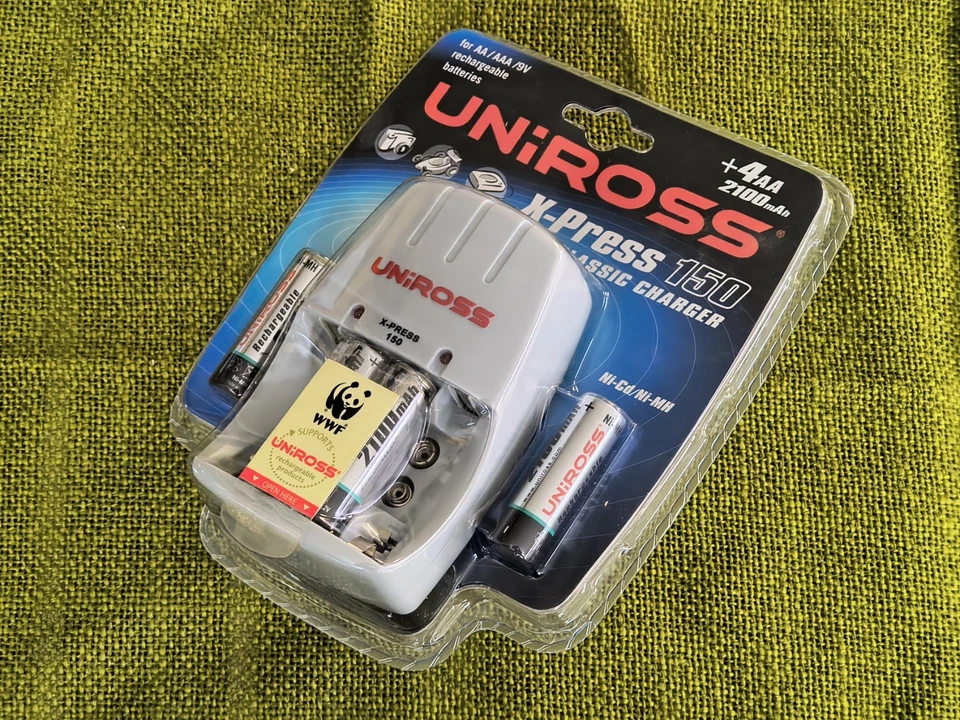 for AA / AAA / 9V
rechargeable
batteries
UNiROSS
+4AA
2100mAh
X-Press 150
CLASSIC CHARGER
Ni-Cd/Ni-MH
UNiROSS
X-PRESS
150
WWF
SUPPORTS
UNiROSS
rechargeable
products
OPEN HERE
UNiROSS
Rechargeable
UNiROSS